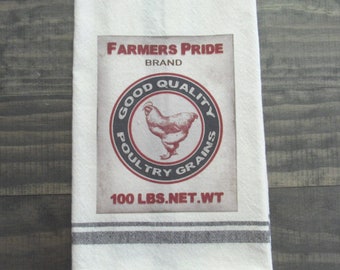 FARMERS PRIDE
BRAND
GOOD QUALITY
POULTRY GRAINS
100 LBS.NET.WT